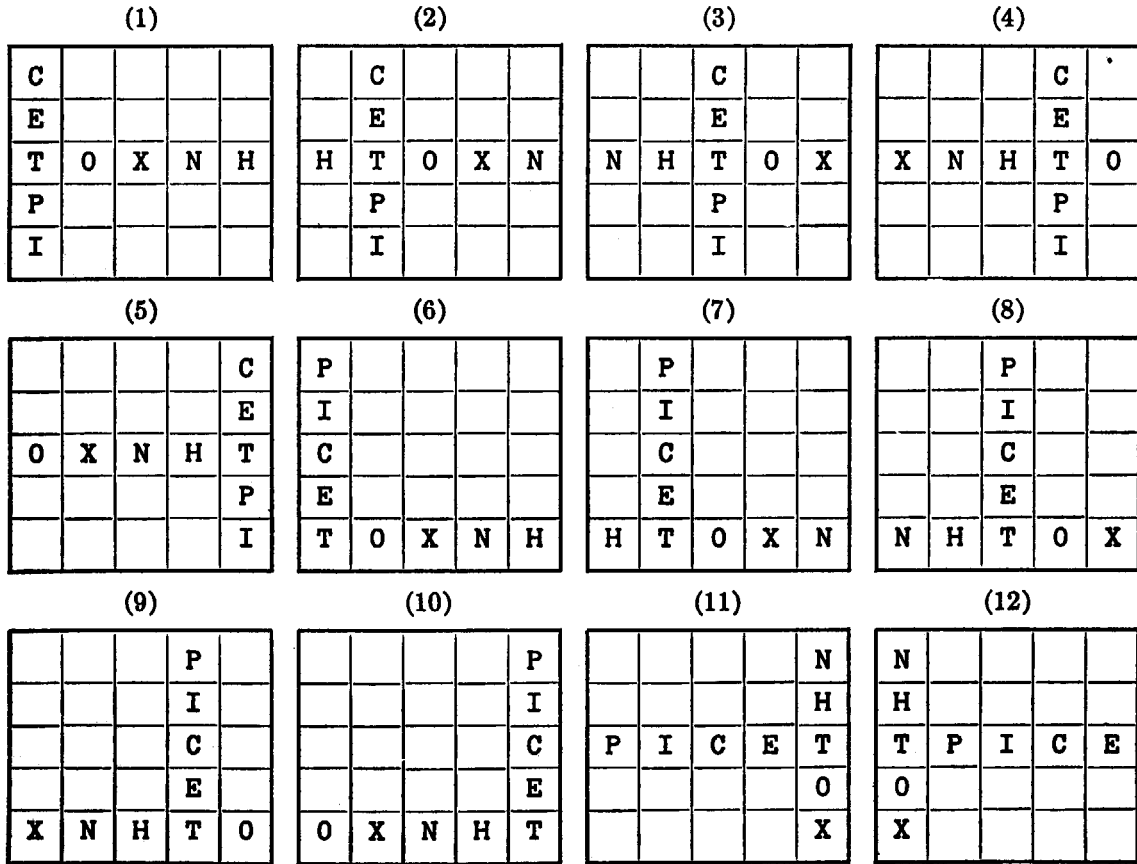 (1) (2) (3) (4)
C C C C
E E E E
T O X N H H T O X N N H T O X X N H T O
P P P P
I I I I
(5) (6) (7) (8)
C P P P
E I I I
O X N H T C C C
P E E E
I T O X N H H T O X N N H T O X
(9) (10) (11) (12)
P P N N
I I H H
C C P I C E T T P I C E
E E O O
X N H T O O X N H T X X